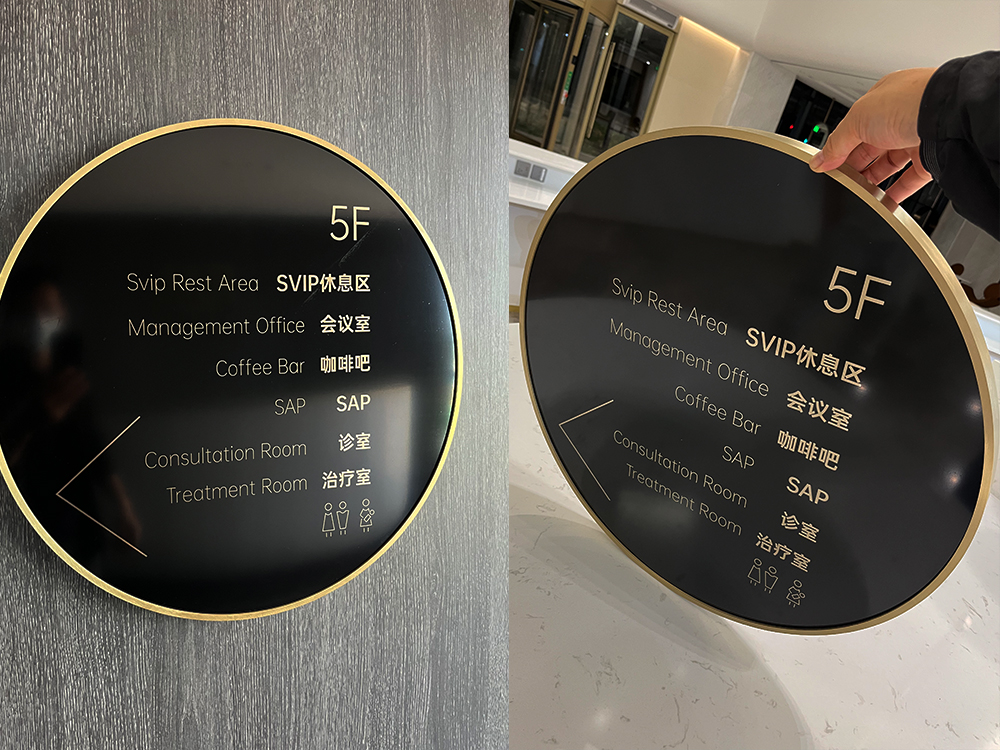 5F
Svip Rest Area SVIP休息区
Management Office 会议室
Coffee Bar 咖啡吧
SAP SAP
Consultation Room 诊室
Treatment Room 治疗室
5F
Svip Rest Area SVIP休息区
Management Office 会议室
Coffee Bar 咖啡吧
SAP SAP
Consultation Room 诊室
Treatment Room 治疗室